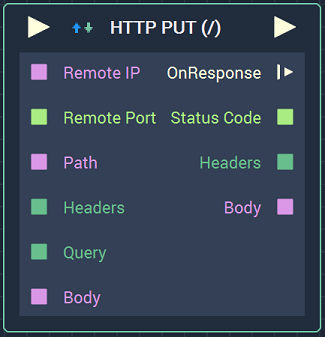 HTTP PUT (/)
Remote IP OnResponse
Remote Port Status Code
Path Headers
Headers Body
Query
Body